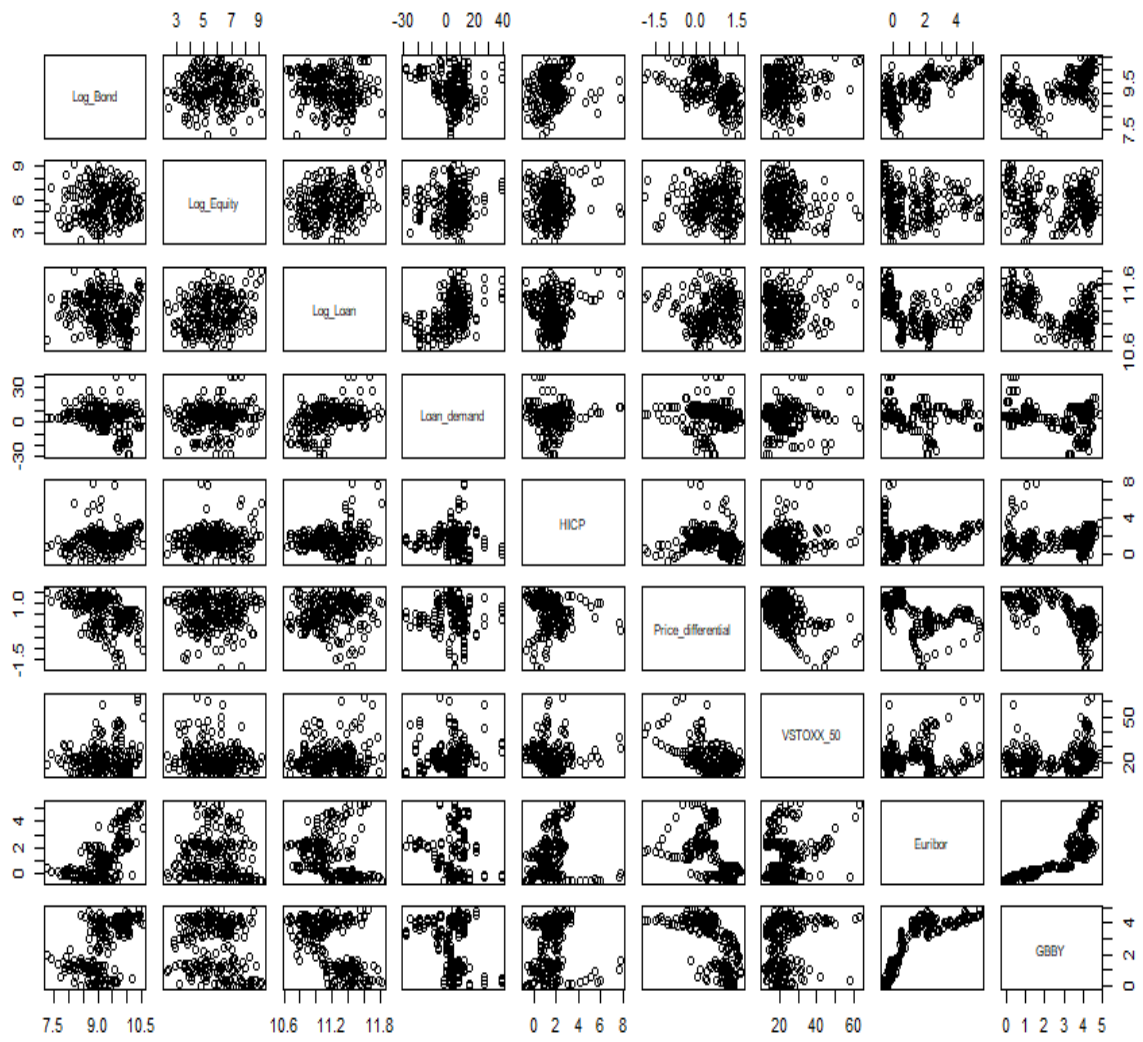 3 5 7 9 -30 0 20 40 -1.5 0.0 1.5 0 2 4
Log_Bond 7.5 9.5
3 6 9 Log_Equity
Log_Loan 10.6 11.6
-30 0 30 Loan_demand
HICP 0 4 8
-1.5 1.0 Price_differential
VSTOXX_50 20 50
0 2 4 Euribor
GBBY 0 2 4
7.5 9.0 10.5 10.6 11.2 11.8 0 2 4 6 8 20 40 60 0 1 2 3 4 5